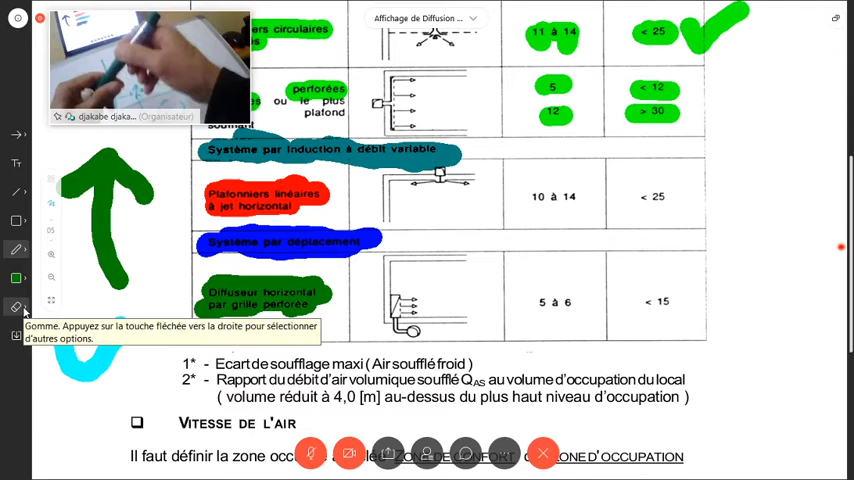 Affichage de Diffusion ...
circulaires
11 à 14
< 25
perforées
ou le plus
plafond
soufflant
5
12
< 12
> 30
djakabe djaka... (Organisateur)
Système par Induction à débit variable
Plafonniers linéaires
à jet horizontal
10 à 14
< 25
Système par déplacement
Diffuseur horizontal
par grille perforée
5 à 6
< 15
Gomme. Appuyez sur la touche fléchée vers la droite pour sélectionner
d'autres options.
1* - Ecart de soufflage maxi ( Air soufflé froid )
2* - Rapport du débit d'air volumique soufflé QAS au volume d'occupation du local
( volume réduit à 4,0 [m] au-dessus du plus haut niveau d'occupation )
VITESSE DE L'AIR
Il faut définir la zone ZONE DE CONFORT ZONE D'OCCUPATION